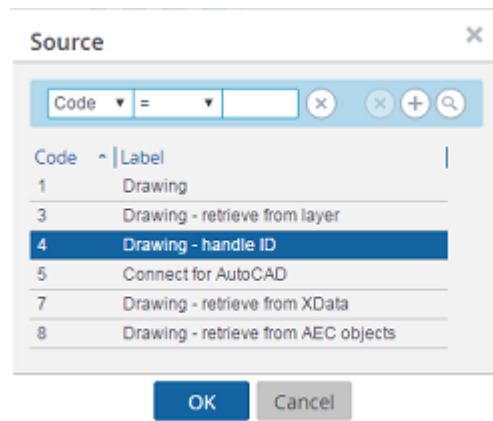 Source
Code =
Code Label
1 Drawing
3 Drawing - retrieve from layer
4 Drawing - handle ID
5 Connect for AutoCAD
7 Drawing - retrieve from XData
8 Drawing - retrieve from AEC objects
OK Cancel